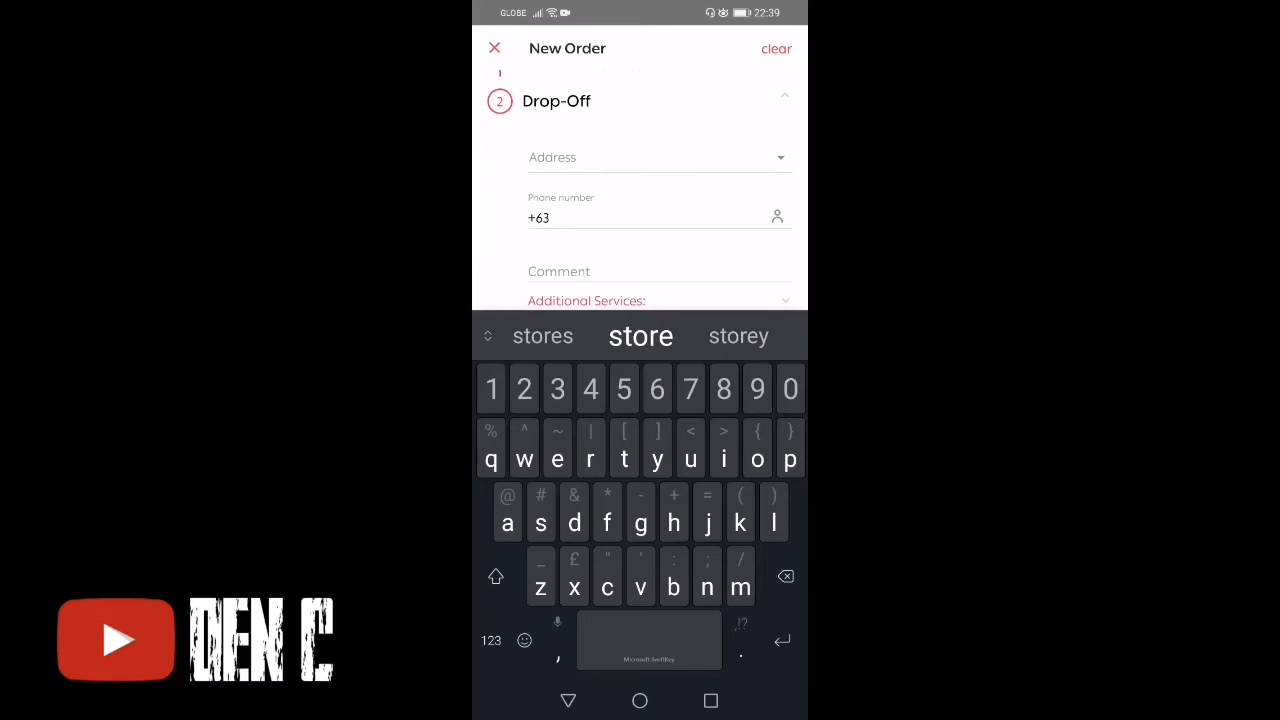 GLOBE 22:39
New Order clear
2 Drop-Off
Address
Phone number
+63
Comment
Additional Services:
stores store storey
1 2 3 4 5 6 7 8 9 0
% ^ ~ | [ ] < > { }
q w e r t y u i o p
@ # & * - + = ( )
a s d f g h j k l
_ £ " ' : ; /
z x c v b n m
123 , ,!? .
Microsoft SwiftKey
DEN C